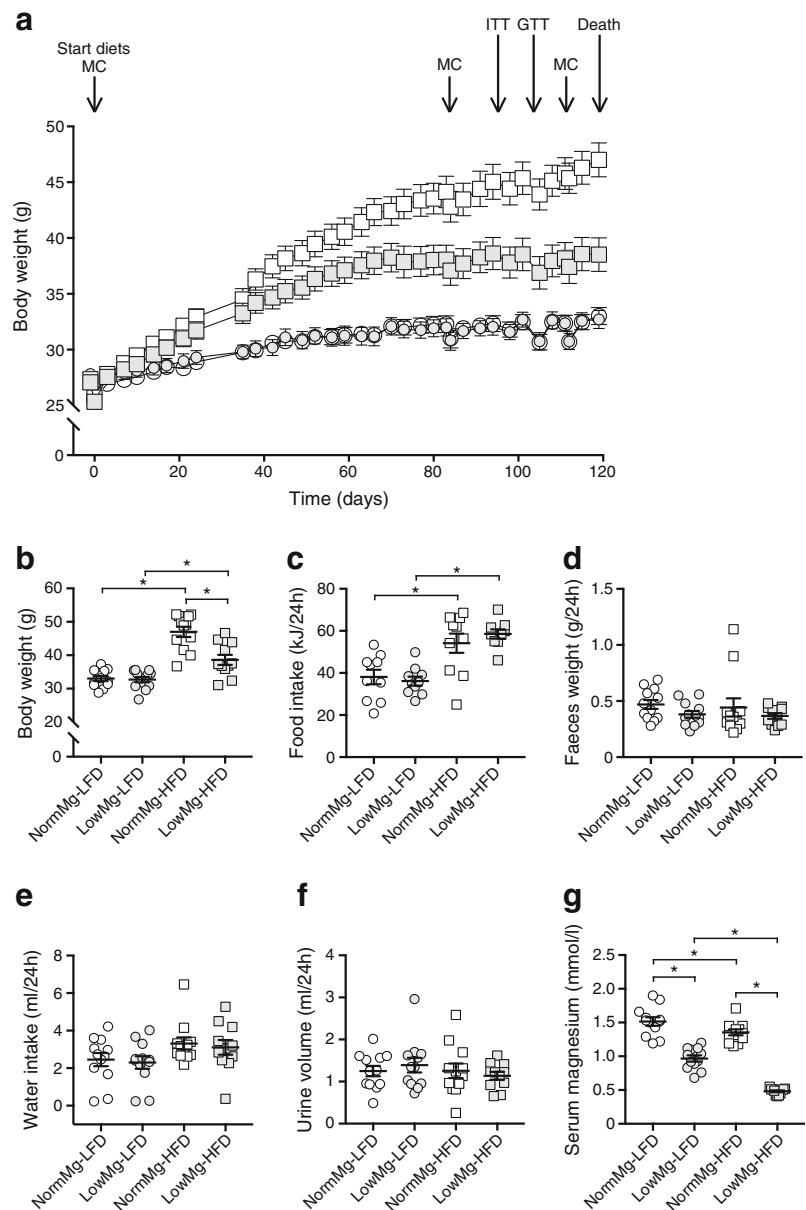 a
Start diets
MC
MC
ITT
GTT
MC
Death
Body weight (g)
50
45
40
35
30
25
0
0
20
40
60
80
100
120
Time (days)
b
Body weight (g)
60
50
40
30
20
0
*
*
*
NormMg-LFD
LowMg-LFD
NormMg-HFD
LowMg-HFD
c
Food intake (kJ/24h)
80
60
40
20
0
*
*
NormMg-LFD
LowMg-LFD
NormMg-HFD
LowMg-HFD
d
Faeces weight (g/24h)
1.5
1.0
0.5
0
NormMg-LFD
LowMg-LFD
NormMg-HFD
LowMg-HFD
e
Water intake (ml/24h)
8
6
4
2
0
NormMg-LFD
LowMg-LFD
NormMg-HFD
LowMg-HFD
f
Urine volume (ml/24h)
4
3
2
1
0
NormMg-LFD
LowMg-LFD
NormMg-HFD
LowMg-HFD
g
Serum magnesium (mmol/l)
2.5
2.0
1.5
1.0
0.5
0
*
*
*
*
NormMg-LFD
LowMg-LFD
NormMg-HFD
LowMg-HFD